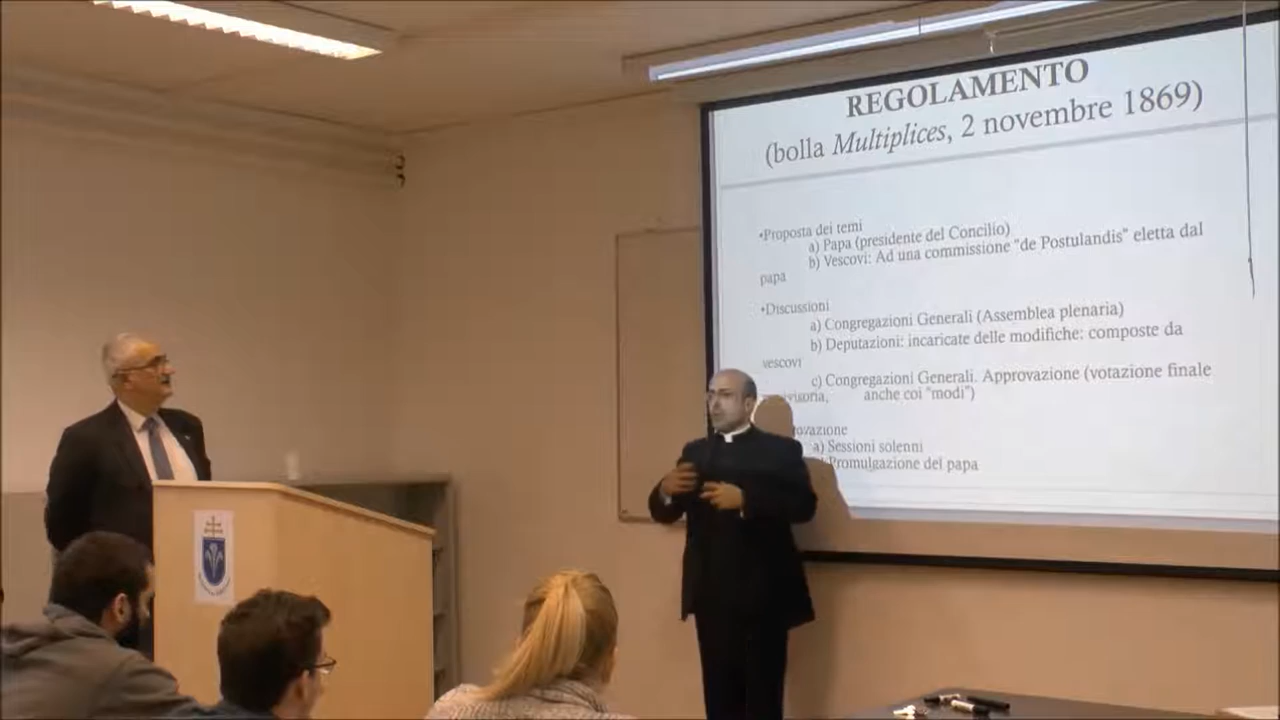 REGOLAMENTO
(bolla Multiplices, 2 novembre 1869)
•Proposta dei temi
a) Papa (presidente del Concilio)
b) Vescovi: Ad una commissione "de Postulandis" eletta dal
papa
•Discussioni
a) Congregazioni Generali (Assemblea plenaria)
b) Deputazioni: incaricate delle modifiche: composte da
vescovi
c) Congregazioni Generali. Approvazione (votazione finale
anche coi "modi")
a) Sessioni solenni
Promulgazione del papa